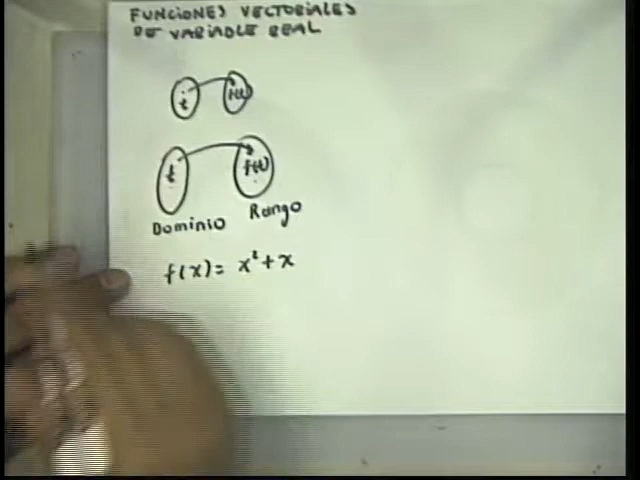 FUNCIONES VECTORIALES
DE VARIABLE REAL
t f(t)
t f(t)
Dominio Rango
f(x) = x² + x